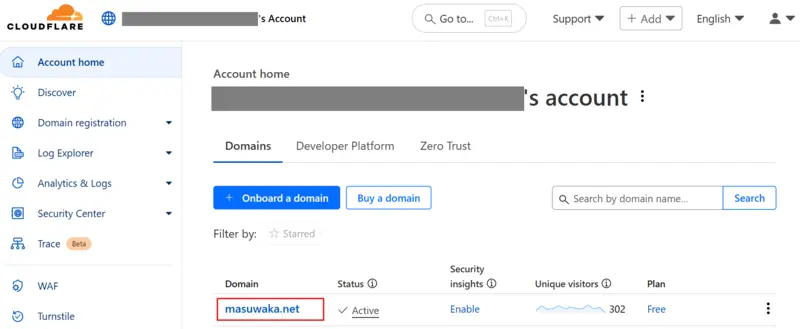 CLOUDFLARE
's Account
Go to... Ctrl+K
Support
+ Add
English
Account home
Discover
Domain registration
Log Explorer
Analytics & Logs
Security Center
Trace Beta
WAF
Turnstile
Account home
's account
Domains Developer Platform Zero Trust
+ Onboard a domain Buy a domain
Search by domain name... Search
Filter by: Starred
Domain Status Security insights Unique visitors Plan
masuwaka.net Active Enable 302 Free